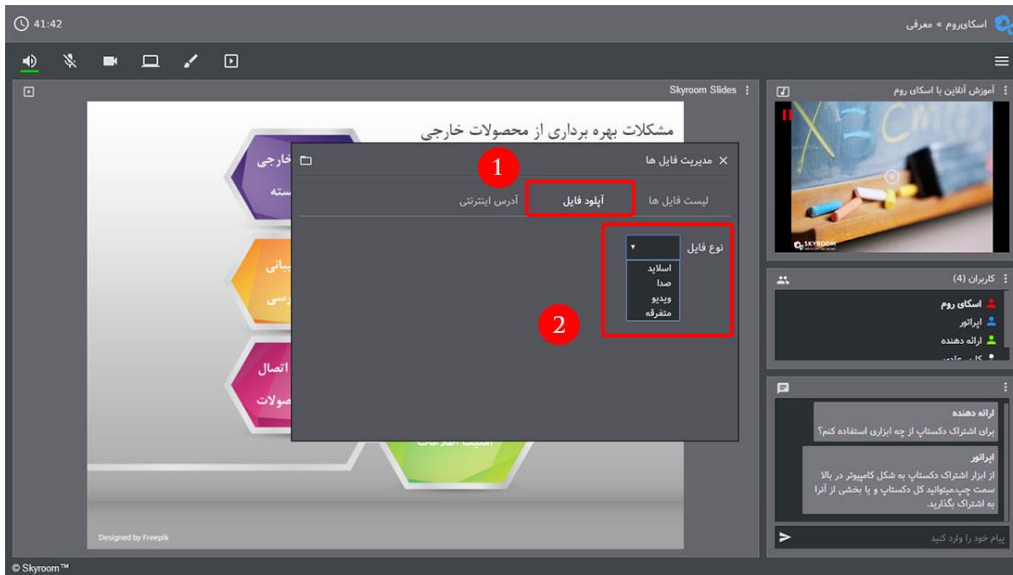 41:42
اسکای‌روم » معرفی
Skyroom Slides
مشکلات بهره برداری از محصولات خارجی
خارجی
سته
یبانی
رسی
اتصال
صولات
Designed by Freepik
مدیریت فایل ها
لیست فایل ها
آپلود فایل
آدرس اینترنتی
1
نوع فایل
اسلاید
صدا
ویدیو
متفرقه
2
آموزش آنلاین با اسکای روم
SKYROOM
کاربران (4)
اسکای روم
اپراتور
ارائه دهنده
ارائه دهنده
برای اشتراک دکستاپ از چه ابزاری استفاده کنم؟
اپراتور
از ابزار اشتراک دکستاپ به شکل کامپیوتر در بالا
سمت چپ،میتوانید کل دکستاپ و یا بخشی از آنرا
به اشتراک بگذارید.
پیام خود را وارد کنید
© Skyroom™